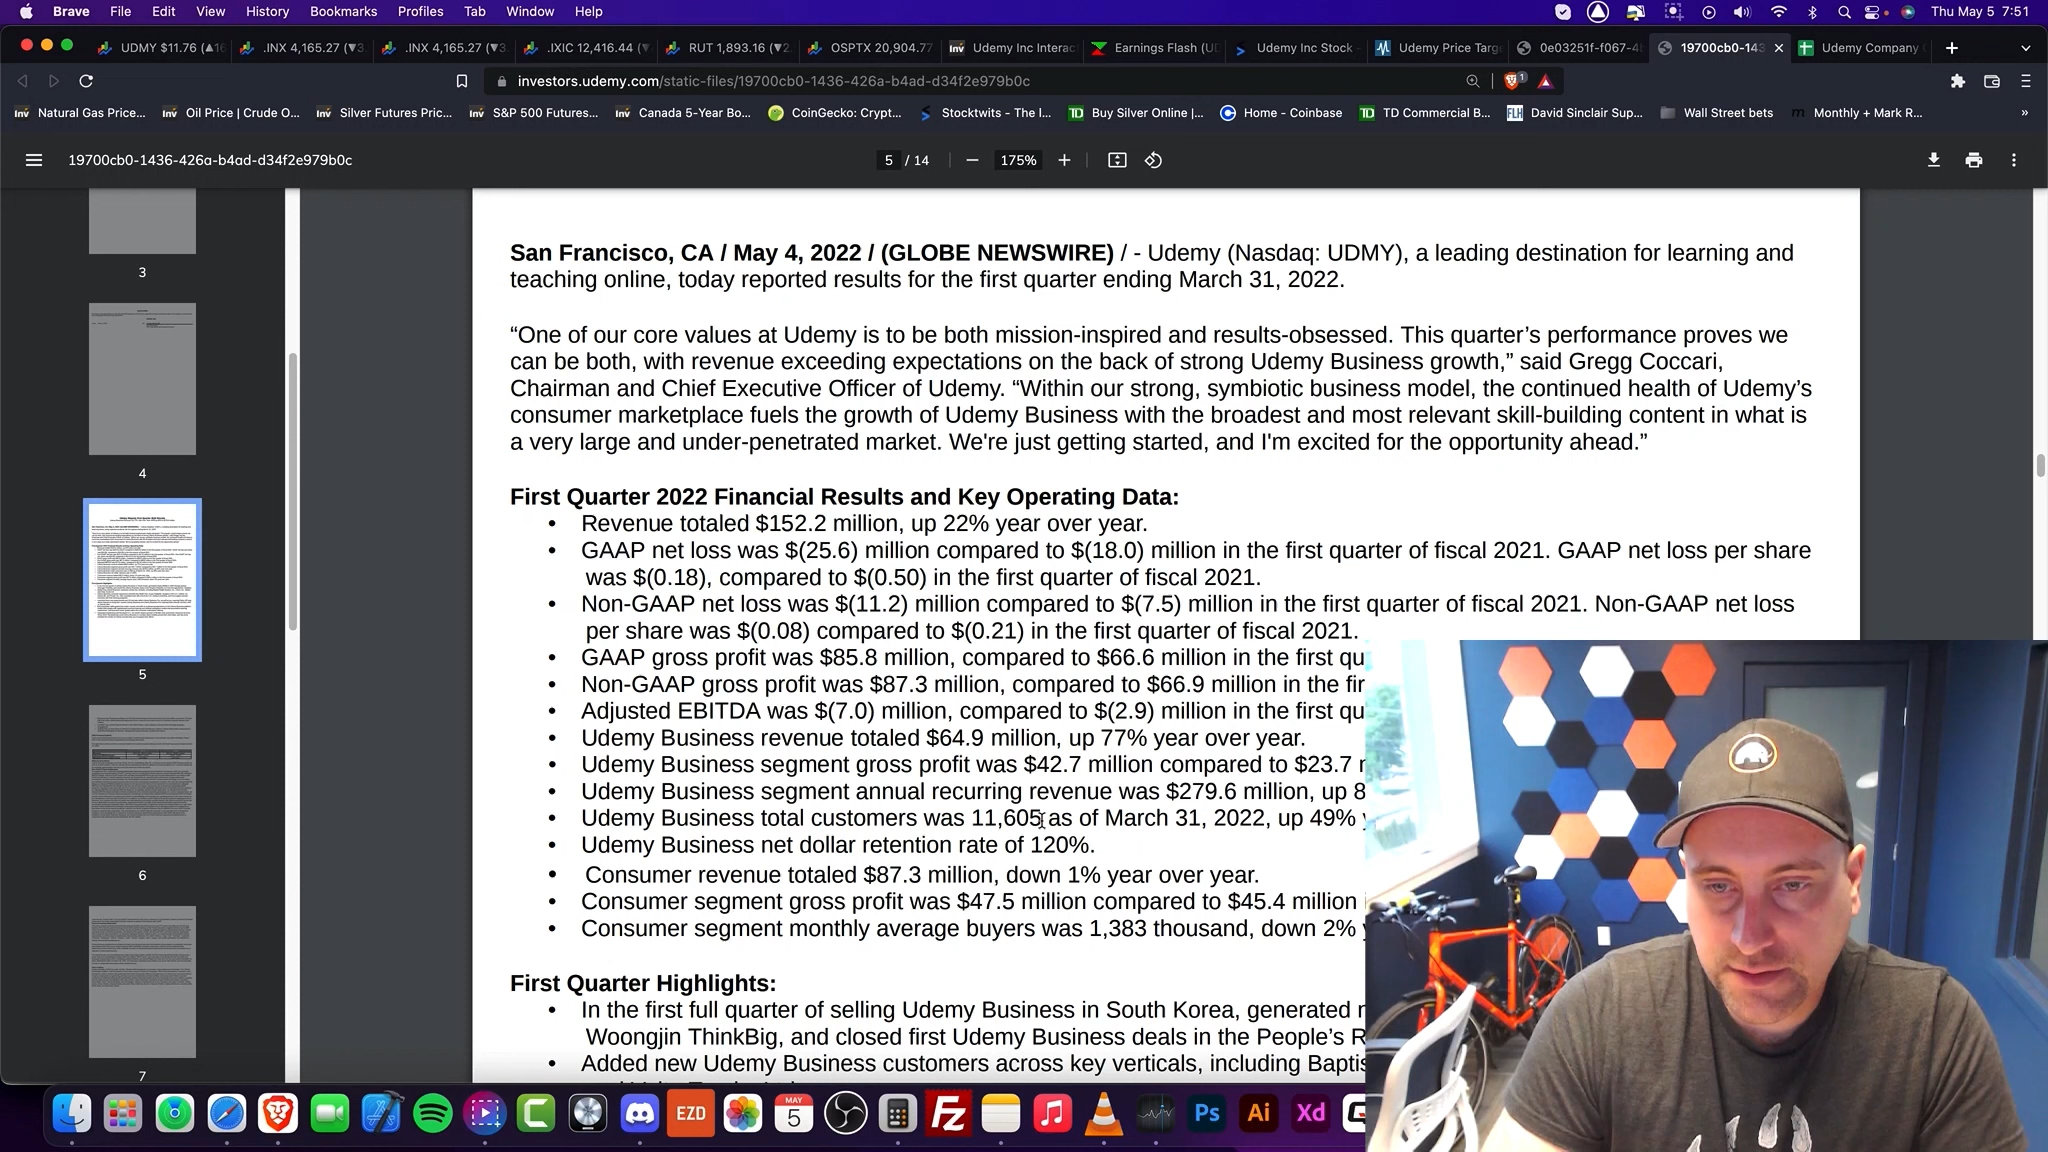 Brave File Edit View History Bookmarks Profiles Tab Window Help Thu May 5 7:51
UDMY $11.76 (▲16 .INX 4,165.27 (▼3. .INX 4,165.27 (▼3. .IXIC 12,416.44 (▼ RUT 1,893.16 (▼2. OSPTX 20,904.77 Udemy Inc Interac Earnings Flash (UD Udemy Inc Stock Udemy Price Targ 0e03251f-f067-4b 19700cb0-143 Udemy Company
investors.udemy.com/static-files/19700cb0-1436-426a-b4ad-d34f2e979b0c
Natural Gas Price... Oil Price | Crude O... Silver Futures Pric... S&P 500 Futures... Canada 5-Year Bo... CoinGecko: Crypt... Stocktwits - The l... Buy Silver Online |... Home - Coinbase TD Commercial B... David Sinclair Sup... Wall Street bets Monthly + Mark R... »
19700cb0-1436-426a-b4ad-d34f2e979b0c 5 / 14 175%
3
4
5
6
7
San Francisco, CA / May 4, 2022 / (GLOBE NEWSWIRE) / - Udemy (Nasdaq: UDMY), a leading destination for learning and
teaching online, today reported results for the first quarter ending March 31, 2022.
“One of our core values at Udemy is to be both mission-inspired and results-obsessed. This quarter’s performance proves we
can be both, with revenue exceeding expectations on the back of strong Udemy Business growth,” said Gregg Coccari,
Chairman and Chief Executive Officer of Udemy. “Within our strong, symbiotic business model, the continued health of Udemy’s
consumer marketplace fuels the growth of Udemy Business with the broadest and most relevant skill-building content in what is
a very large and under-penetrated market. We're just getting started, and I'm excited for the opportunity ahead.”
First Quarter 2022 Financial Results and Key Operating Data:
• Revenue totaled $152.2 million, up 22% year over year.
• GAAP net loss was $(25.6) million compared to $(18.0) million in the first quarter of fiscal 2021. GAAP net loss per share
was $(0.18), compared to $(0.50) in the first quarter of fiscal 2021.
• Non-GAAP net loss was $(11.2) million compared to $(7.5) million in the first quarter of fiscal 2021. Non-GAAP net loss
per share was $(0.08) compared to $(0.21) in the first quarter of fiscal 2021.
• GAAP gross profit was $85.8 million, compared to $66.6 million in the first qu
• Non-GAAP gross profit was $87.3 million, compared to $66.9 million in the fir
• Adjusted EBITDA was $(7.0) million, compared to $(2.9) million in the first qu
• Udemy Business revenue totaled $64.9 million, up 77% year over year.
• Udemy Business segment gross profit was $42.7 million compared to $23.7 m
• Udemy Business segment annual recurring revenue was $279.6 million, up 8
• Udemy Business total customers was 11,605 as of March 31, 2022, up 49% y
• Udemy Business net dollar retention rate of 120%.
• Consumer revenue totaled $87.3 million, down 1% year over year.
• Consumer segment gross profit was $47.5 million compared to $45.4 million i
• Consumer segment monthly average buyers was 1,383 thousand, down 2% y
First Quarter Highlights:
• In the first full quarter of selling Udemy Business in South Korea, generated
Woongjin ThinkBig, and closed first Udemy Business deals in the People’s R
• Added new Udemy Business customers across key verticals, including Baptis
EZD MAY 5 FZ Ps Ai Xd